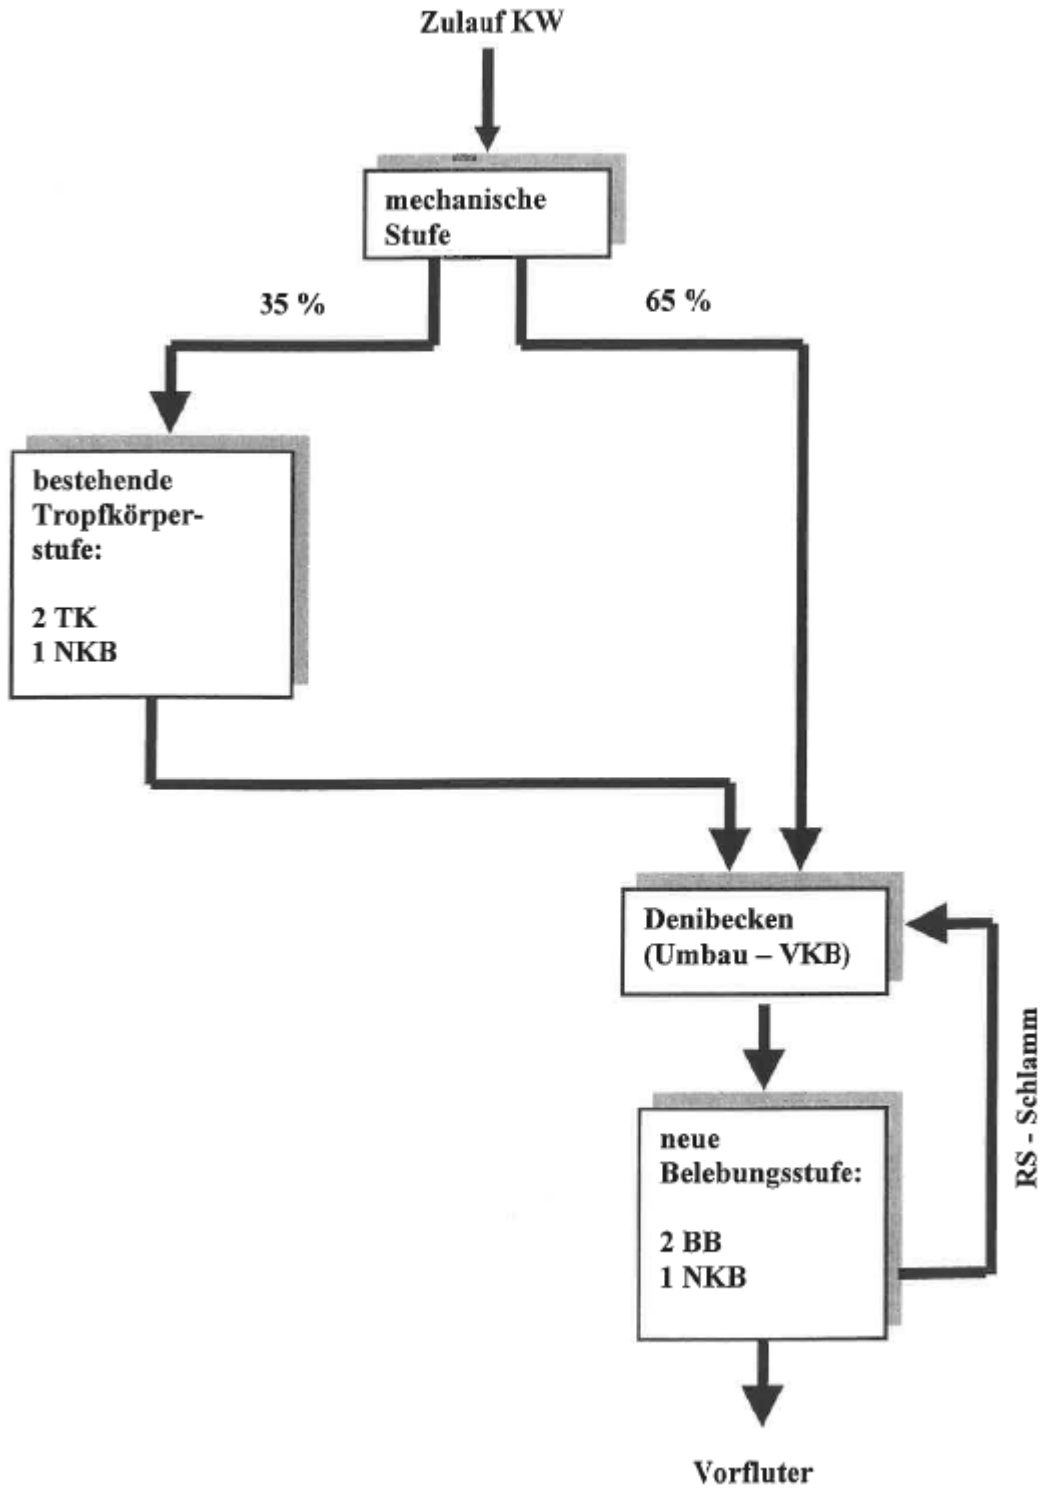 Zulauf KW
mechanische
Stufe
35 %
65 %
bestehende
Tropfkörper-
stufe:
2 TK
1 NKB
Denibecken
(Umbau – VKB)
RS - Schlamm
neue
Belebungsstufe:
2 BB
1 NKB
Vorfluter